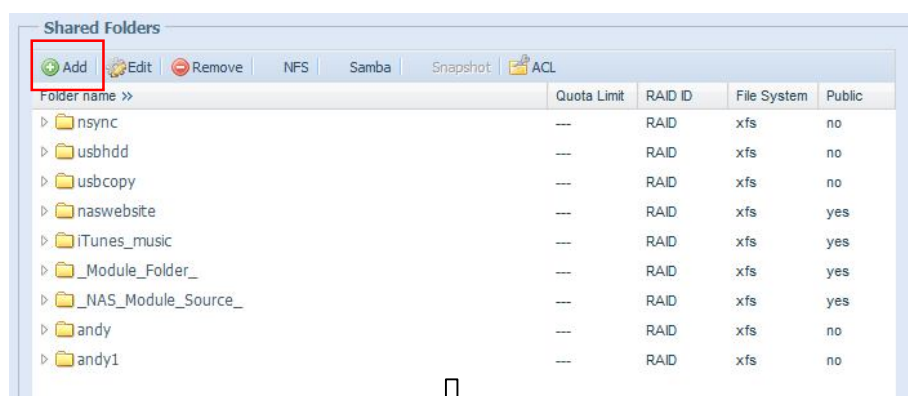 Shared Folders
Add Edit Remove NFS Samba Snapshot ACL
Folder name >> Quota Limit RAID ID File System Public
nsync --- RAID xfs no
usbhdd --- RAID xfs no
usbcopy --- RAID xfs no
naswebsite --- RAID xfs yes
iTunes_music --- RAID xfs yes
_Module_Folder_ --- RAID xfs yes
_NAS_Module_Source_ --- RAID xfs yes
andy --- RAID xfs no
andy1 --- RAID xfs no